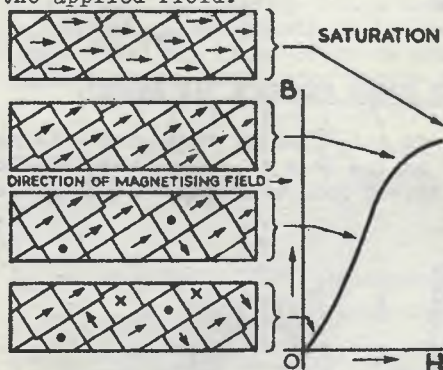 the applied field.
SATURATION
B
DIRECTION OF MAGNETISING FIELD
O
H